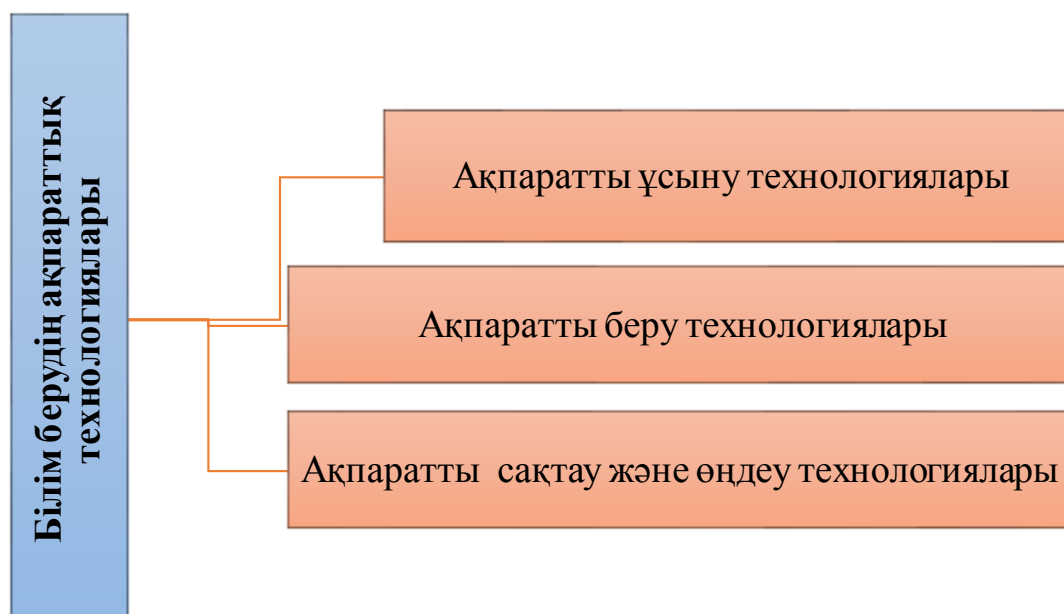 Білім берудің ақпараттық
технологиялары
Ақпаратты ұсыну технологиялары
Ақпаратты беру технологиялары
Ақпаратты сақтау және өңдеу технологиялары